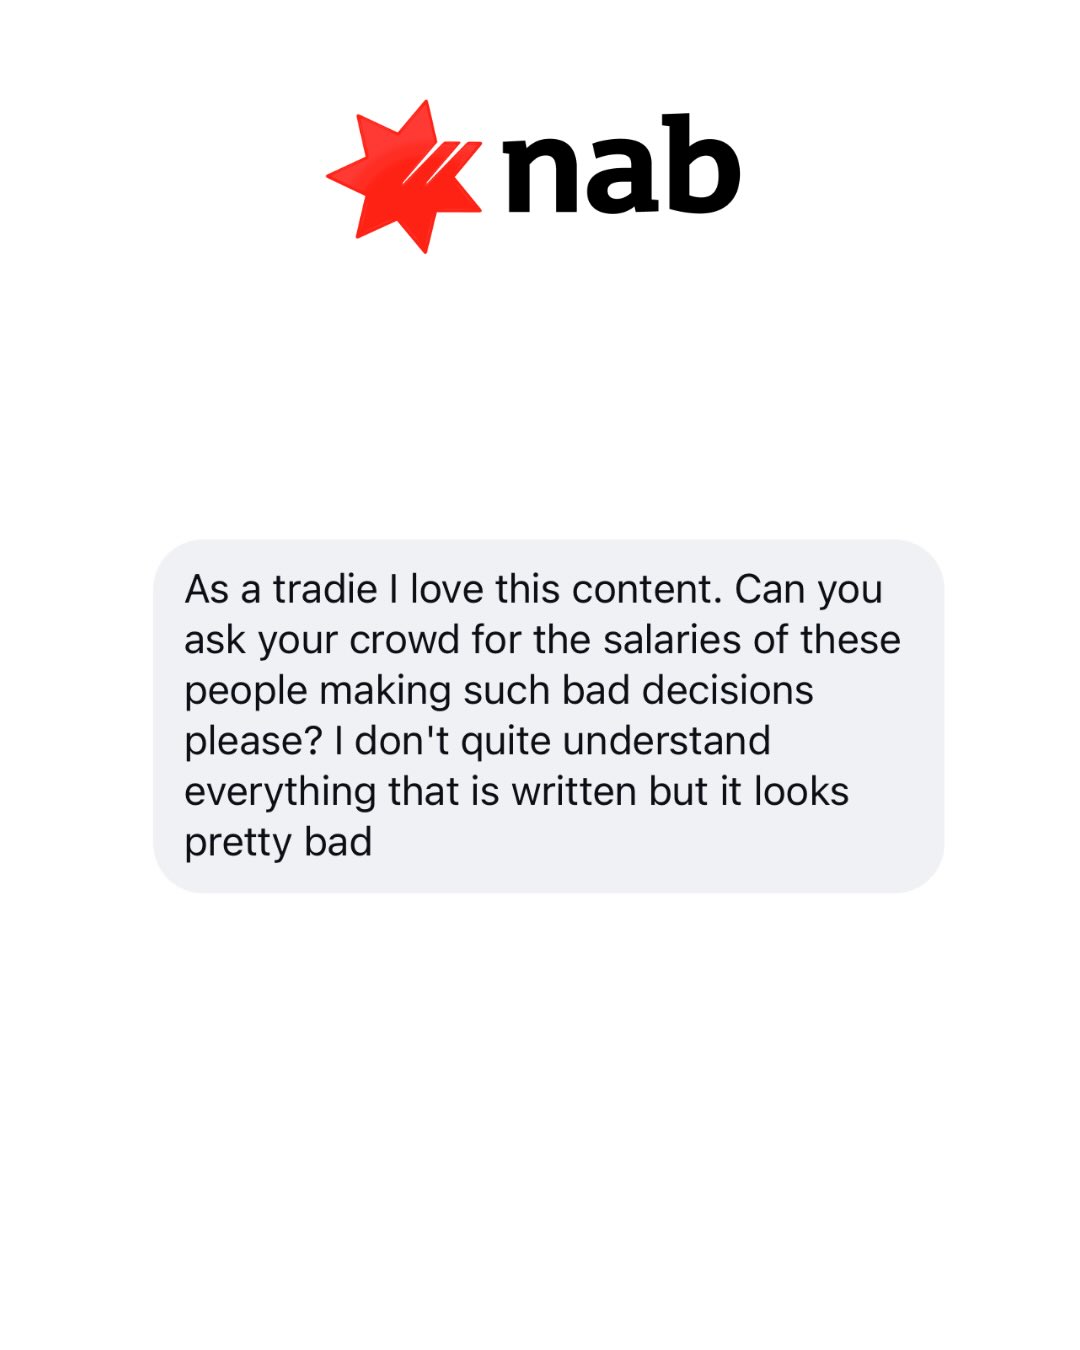 nab
As a tradie I love this content. Can you
ask your crowd for the salaries of these
people making such bad decisions
please? I don't quite understand
everything that is written but it looks
pretty bad